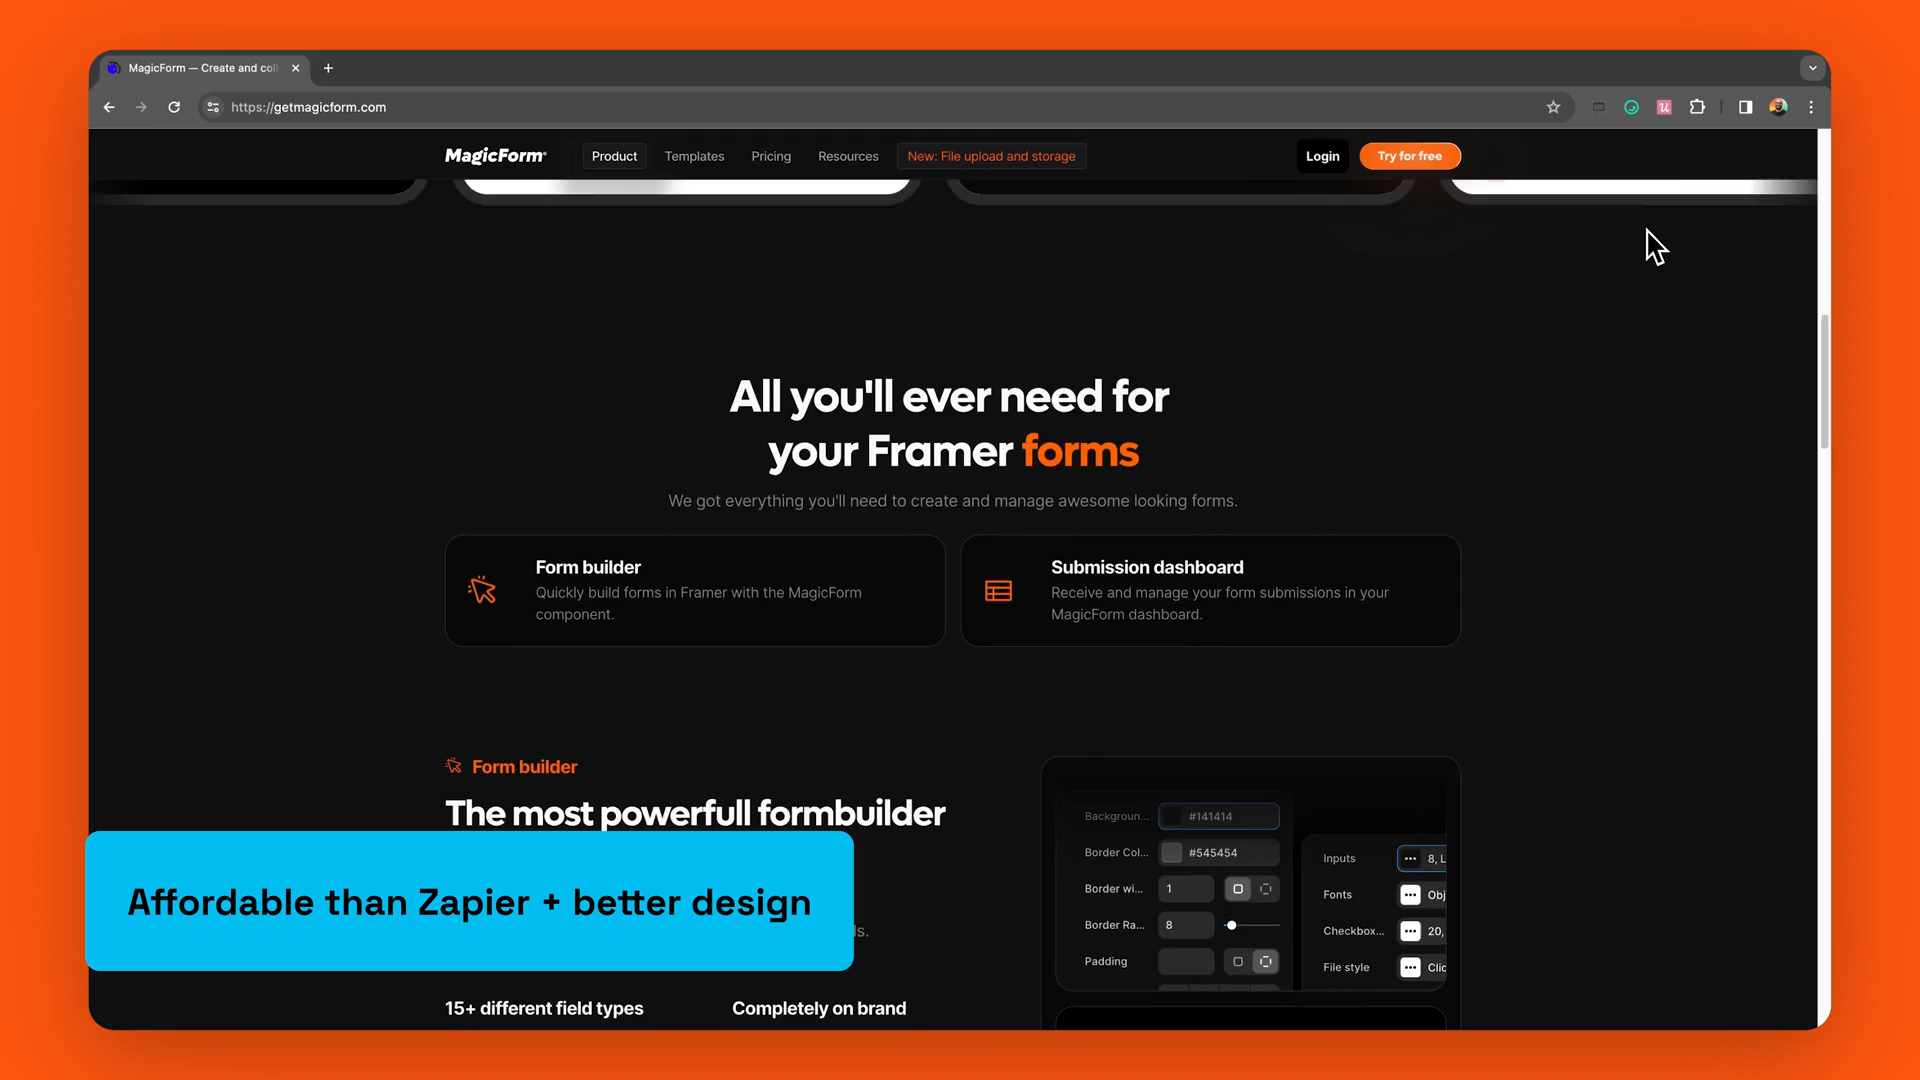 MagicForm — Create and coll
https://getmagicform.com
MagicForm
Product
Templates
Pricing
Resources
New: File upload and storage
Login
Try for free
All you'll ever need for
your Framer forms
We got everything you'll need to create and manage awesome looking forms.
Form builder
Quickly build forms in Framer with the MagicForm
component.
Submission dashboard
Receive and manage your form submissions in your
MagicForm dashboard.
Form builder
The most powerfull formbuilder
Affordable than Zapier + better design
ls.
15+ different field types
Completely on brand
Backgroun... #141414
Border Col... #545454
Border wi... 1
Border Ra... 8
Padding
Inputs 8, L
Fonts Obj
Checkbox... 20,
File style Clic